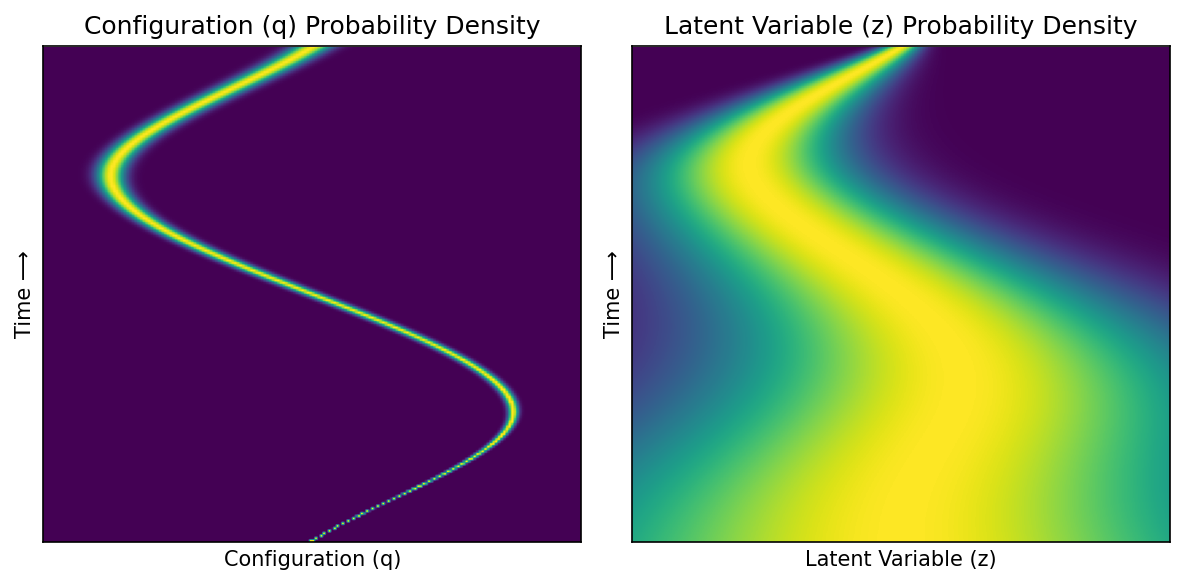 Configuration (q) Probability Density
Latent Variable (z) Probability Density
Time ⟶
Time ⟶
Configuration (q)
Latent Variable (z)